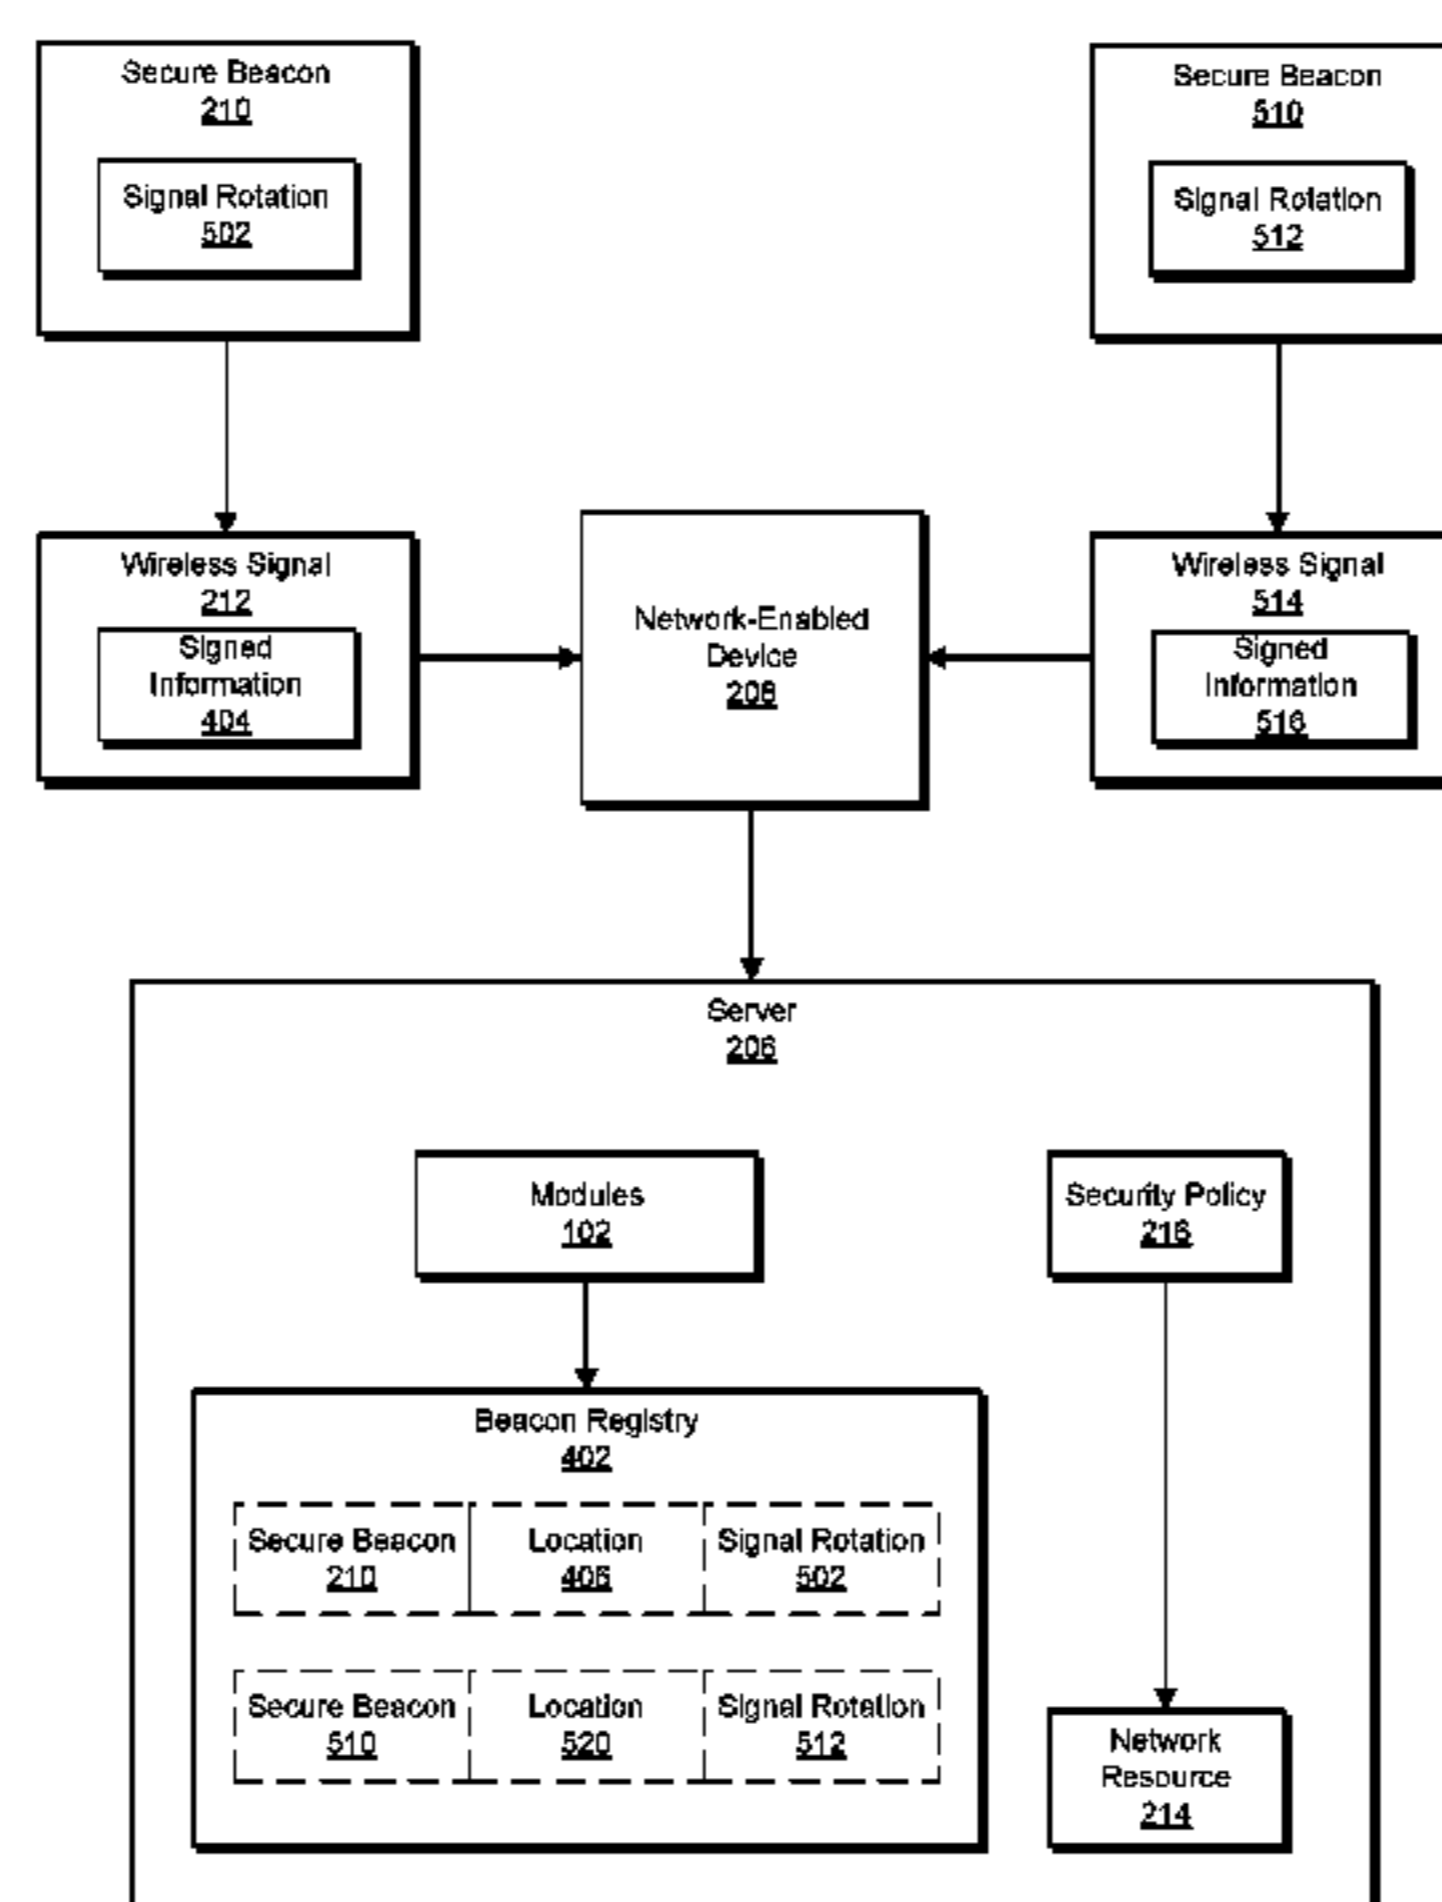 Secure Beacon
210
Signal Rotation
502
Secure Beacon
510
Signal Rotation
512
Wireless Signal
212
Signed
Information
404
Network-Enabled
Device
208
Wireless Signal
514
Signed
Information
516
Server
206
Modules
102
Security Policy
216
Beacon Registry
402
Secure Beacon
210
Location
406
Signal Rotation
502
Secure Beacon
510
Location
520
Signal Rotation
512
Network
Resource
214